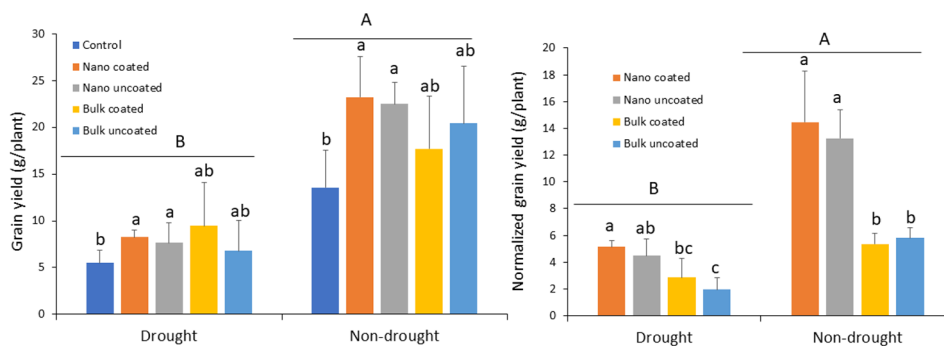 Grain yield (g/plant)
30
25
20
15
10
5
0
Control
Nano coated
Nano uncoated
Bulk coated
Bulk uncoated
B
b
a
a
ab
ab
A
b
a
a
ab
ab
Drought
Non-drought
Normalized grain yield (g/plant)
20
18
16
14
12
10
8
6
4
2
0
Nano coated
Nano uncoated
Bulk coated
Bulk uncoated
B
a
ab
bc
c
A
a
a
b
b
Drought
Non-drought